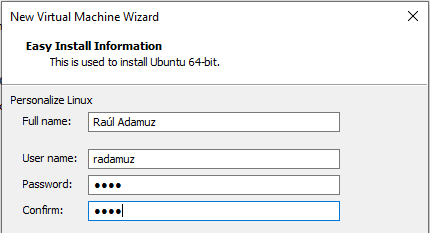 New Virtual Machine Wizard
Easy Install Information
This is used to install Ubuntu 64-bit.
Personalize Linux
Full name: Raúl Adamuz
User name: radamuz
Password: ●●●●
Confirm: ●●●●